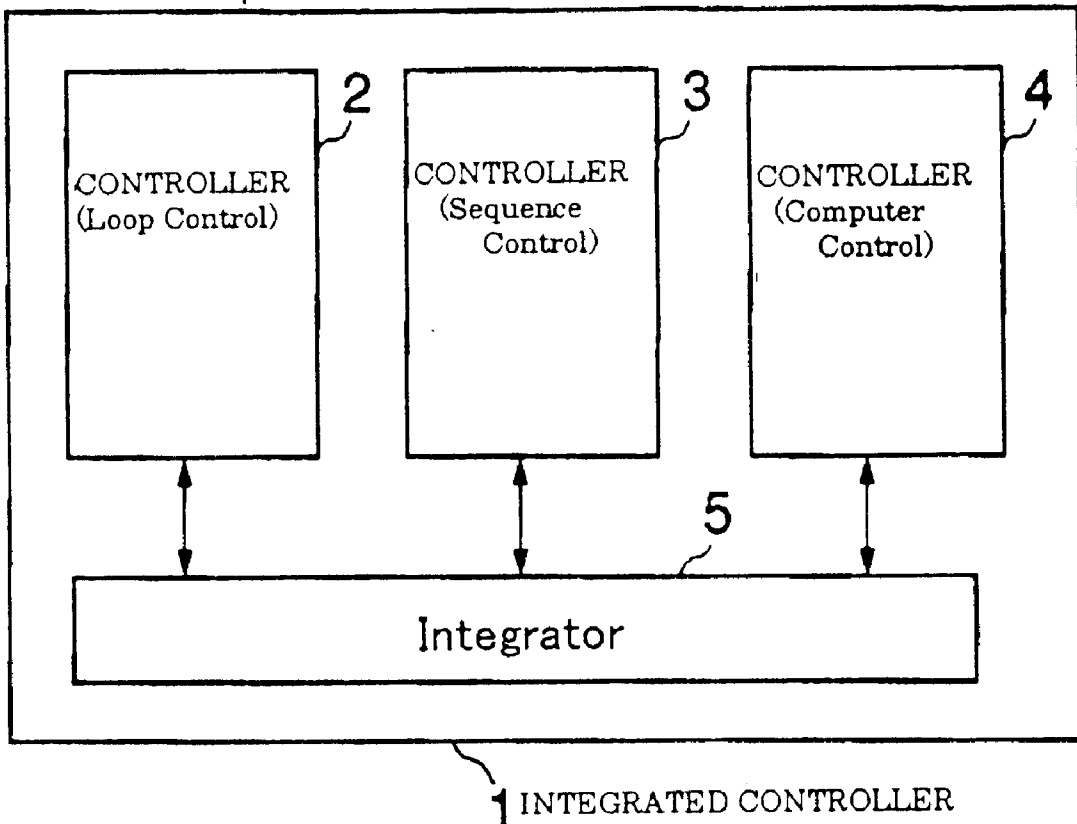 2
CONTROLLER
(Loop Control)
3
CONTROLLER
(Sequence
Control)
4
CONTROLLER
(Computer
Control)
5
Integrator
1 INTEGRATED CONTROLLER